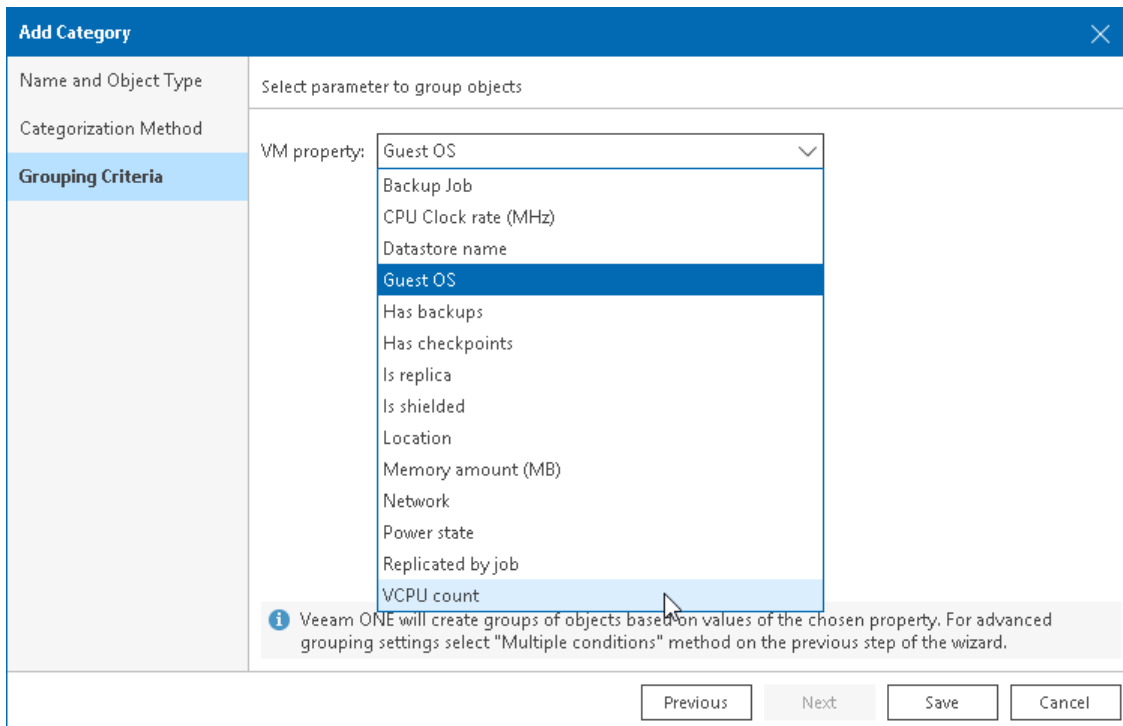 Add Category
Name and Object Type
Categorization Method
Grouping Criteria
Select parameter to group objects
VM property: Guest OS
Backup Job
CPU Clock rate (MHz)
Datastore name
Guest OS
Has backups
Has checkpoints
Is replica
Is shielded
Location
Memory amount (MB)
Network
Power state
Replicated by job
VCPU count
Veeam ONE will create groups of objects based on values of the chosen property. For advanced
grouping settings select "Multiple conditions" method on the previous step of the wizard.
Previous Next Save Cancel